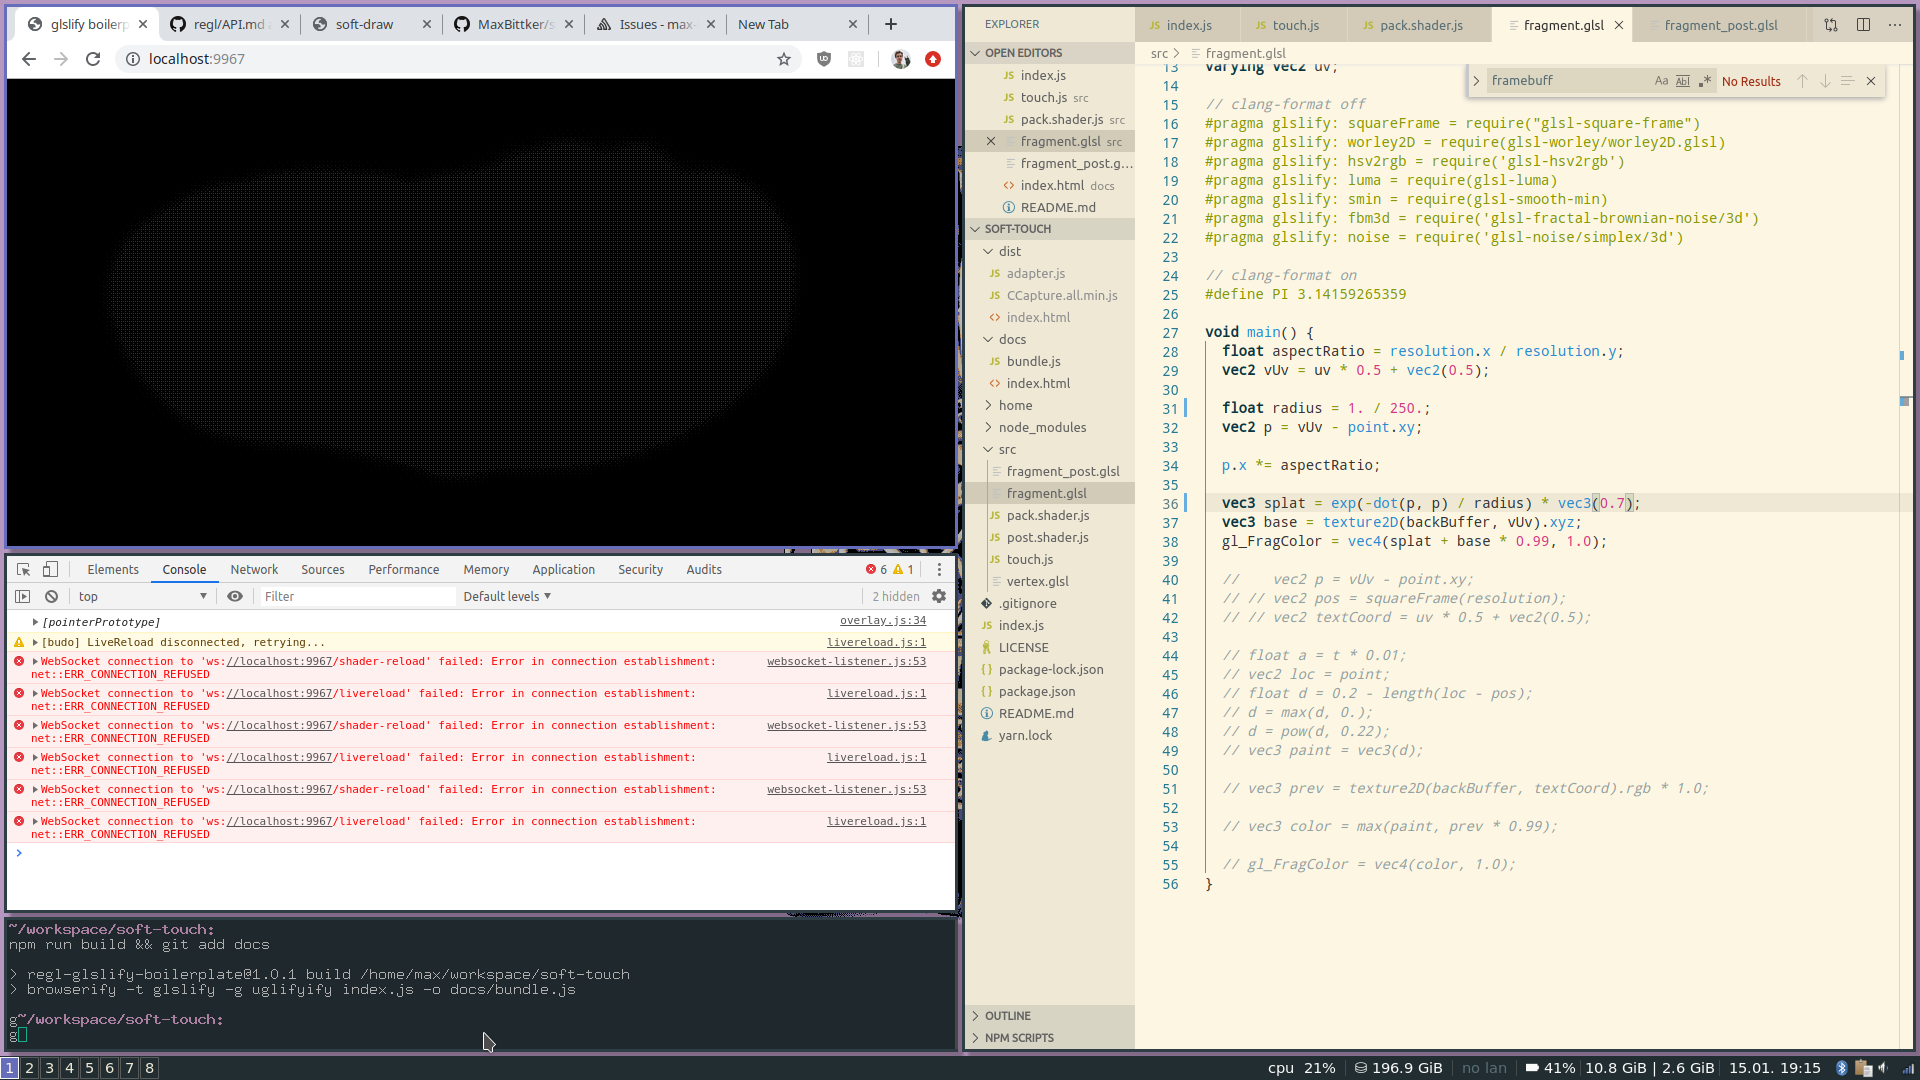 glslify boilerp
regl/API.md
soft-draw
MaxBittker/s
Issues - max-
New Tab
localhost:9967
Elements Console Network Sources Performance Memory Application Security Audits 6 1
top Filter Default levels 2 hidden
[pointerPrototype] overlay.js:34
[budo] LiveReload disconnected, retrying... livereload.js:1
WebSocket connection to 'ws://localhost:9967/shader-reload' failed: Error in connection establishment: websocket-listener.js:53
net::ERR_CONNECTION_REFUSED
WebSocket connection to 'ws://localhost:9967/livereload' failed: Error in connection establishment: livereload.js:1
net::ERR_CONNECTION_REFUSED
WebSocket connection to 'ws://localhost:9967/shader-reload' failed: Error in connection establishment: websocket-listener.js:53
net::ERR_CONNECTION_REFUSED
WebSocket connection to 'ws://localhost:9967/livereload' failed: Error in connection establishment: livereload.js:1
net::ERR_CONNECTION_REFUSED
WebSocket connection to 'ws://localhost:9967/shader-reload' failed: Error in connection establishment: websocket-listener.js:53
net::ERR_CONNECTION_REFUSED
WebSocket connection to 'ws://localhost:9967/livereload' failed: Error in connection establishment: livereload.js:1
net::ERR_CONNECTION_REFUSED
>
~/workspace/soft-touch:
npm run build && git add docs
> regl-glslify-boilerplate@1.0.1 build /home/max/workspace/soft-touch
> browserify -t glslify -g uglifyify index.js -o docs/bundle.js
g~/workspace/soft-touch:
g
EXPLORER
OPEN EDITORS
JS index.js
JS touch.js src
JS pack.shader.js src
fragment.glsl src
fragment_post.g...
<> index.html docs
README.md
SOFT-TOUCH
dist
JS adapter.js
JS CCapture.all.min.js
<> index.html
docs
JS bundle.js
<> index.html
home
node_modules
src
fragment_post.glsl
fragment.glsl
JS pack.shader.js
JS post.shader.js
JS touch.js
vertex.glsl
.gitignore
JS index.js
LICENSE
{} package-lock.json
{} package.json
README.md
yarn.lock
OUTLINE
NPM SCRIPTS
JS index.js JS touch.js JS pack.shader.js fragment.glsl fragment_post.glsl
src > fragment.glsl
framebuff Aa Abl .* No Results
13 varying vec2 uv;
14
15 // clang-format off
16 #pragma glslify: squareFrame = require("glsl-square-frame")
17 #pragma glslify: worley2D = require(glsl-worley/worley2D.glsl)
18 #pragma glslify: hsv2rgb = require('glsl-hsv2rgb')
19 #pragma glslify: luma = require(glsl-luma)
20 #pragma glslify: smin = require(glsl-smooth-min)
21 #pragma glslify: fbm3d = require('glsl-fractal-brownian-noise/3d')
22 #pragma glslify: noise = require('glsl-noise/simplex/3d')
23
24 // clang-format on
25 #define PI 3.14159265359
26
27 void main() {
28 float aspectRatio = resolution.x / resolution.y;
29 vec2 vUv = uv * 0.5 + vec2(0.5);
30
31 float radius = 1. / 250.;
32 vec2 p = vUv - point.xy;
33
34 p.x *= aspectRatio;
35
36 vec3 splat = exp(-dot(p, p) / radius) * vec3(0.7);
37 vec3 base = texture2D(backBuffer, vUv).xyz;
38 gl_FragColor = vec4(splat + base * 0.99, 1.0);
39
40 // vec2 p = vUv - point.xy;
41 // // vec2 pos = squareFrame(resolution);
42 // // vec2 textCoord = uv * 0.5 + vec2(0.5);
43
44 // float a = t * 0.01;
45 // vec2 loc = point;
46 // float d = 0.2 - length(loc - pos);
47 // d = max(d, 0.);
48 // d = pow(d, 0.22);
49 // vec3 paint = vec3(d);
50
51 // vec3 prev = texture2D(backBuffer, textCoord).rgb * 1.0;
52
53 // vec3 color = max(paint, prev * 0.99);
54
55 // gl_FragColor = vec4(color, 1.0);
56 }
1 2 3 4 5 6 7 8
cpu 21% 196.9 GiB no lan 41% 10.8 GiB | 2.6 GiB 15.01. 19:15